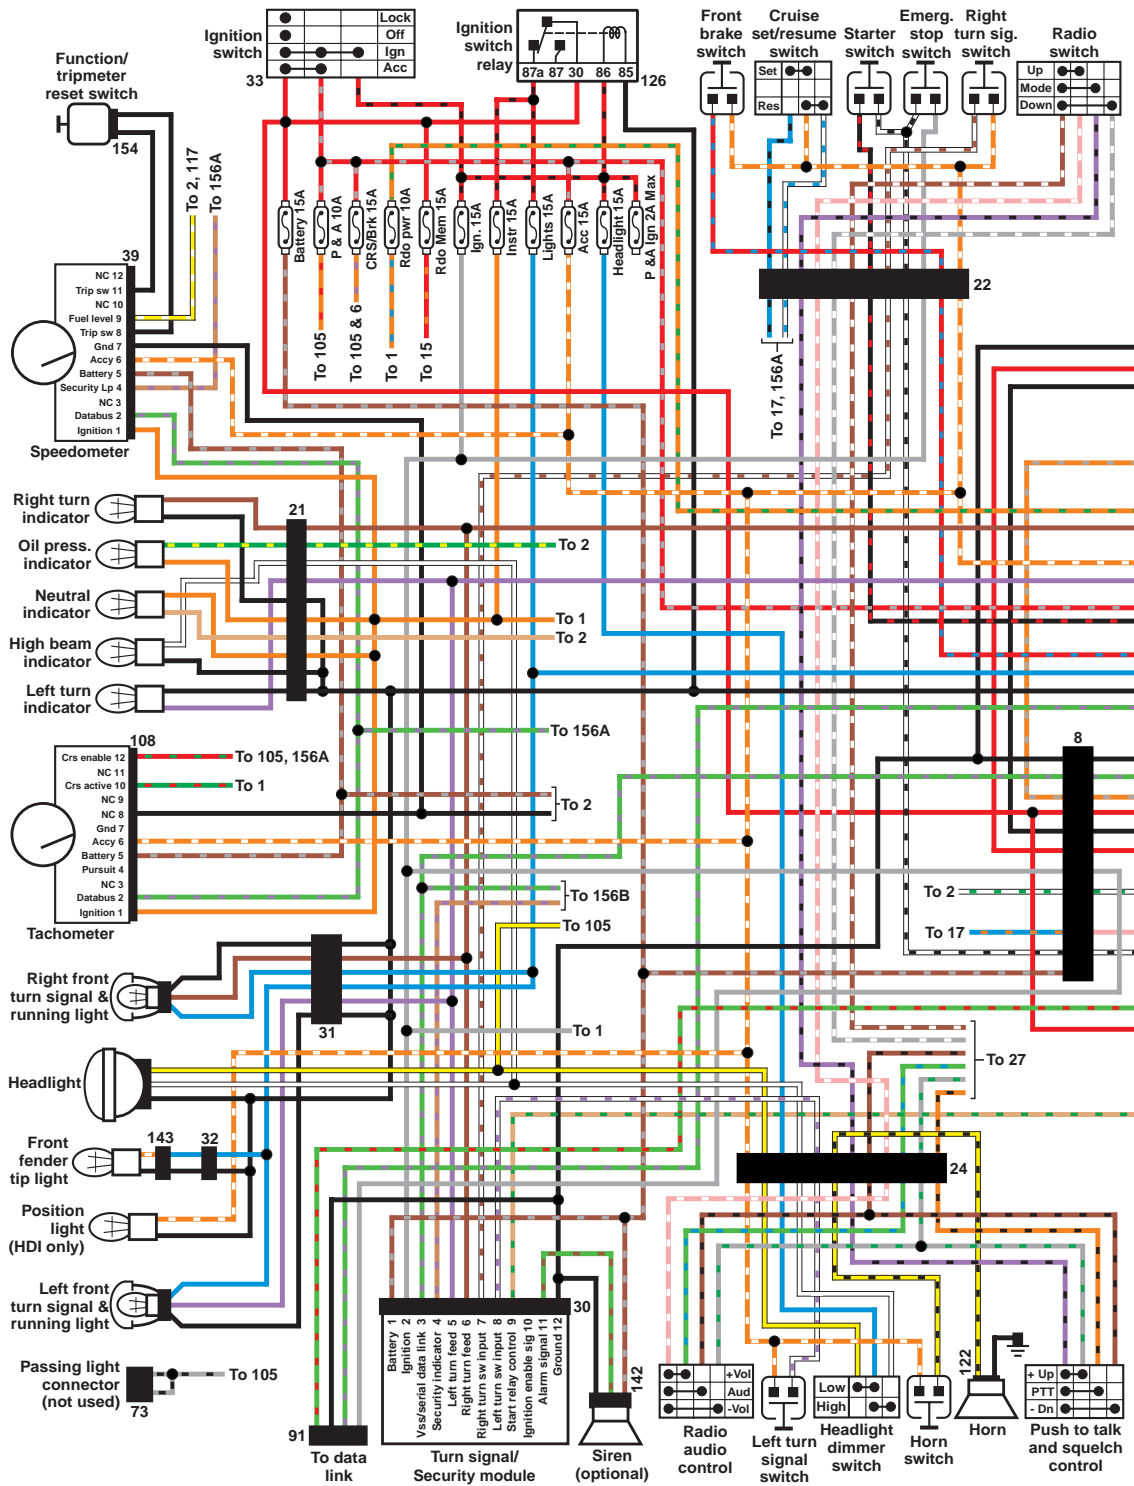 Ignition
switch
33
Lock
Off
Ign
Acc
Ignition
switch
relay
87a 87 30 86 85
126
Front
brake
switch
Cruise
set/resume
switch
Set
Res
Starter
switch
Emerg.
stop
switch
Right
turn sig.
switch
Radio
switch
Up
Mode
Down
Function/
tripmeter
reset switch
154
To 2, 117
To 156A
Battery 15A
P & A 10A
CRS/Brk 15A
Rdo pwr 10A
Rdo Mem 15A
Ign. 15A
Instr 15A
Lights 15A
Acc 15A
Headlight 15A
P &A Ign 2A Max
To 105
To 105 & 6
To 1
To 15
22
To 17, 156A
39
NC 12
Trip sw 11
NC 10
Fuel level 9
Trip sw 8
Gnd 7
Accy 6
Battery 5
Security Lp 4
NC 3
Databus 2
Ignition 1
Speedometer
Right turn
indicator
21
Oil press.
indicator
To 2
Neutral
indicator
To 1
To 2
High beam
indicator
Left turn
indicator
To 156A
108
Crs enable 12
NC 11
Crs active 10
NC 9
NC 8
Gnd 7
Accy 6
Battery 5
Pursuit 4
NC 3
Databus 2
Ignition 1
Tachometer
To 105, 156A
To 1
To 2
8
To 2
To 17
To 156B
To 105
Right front
turn signal &
running light
31
To 1
To 27
Headlight
Front
fender
tip light
143
32
24
Position
light
(HDI only)
Left front
turn signal &
running light
30
Battery 1
Ignition 2
Vss/serial data link 3
Security indicator 4
Left turn feed 5
Right turn feed 6
Right turn sw input 7
Left turn sw input 8
Start relay control 9
Ignition enable sig 10
Alarm signal 11
Ground 12
Turn signal/
Security module
Passing light
connector
(not used)
73
To 105
91
To data
link
142
Siren
(optional)
+Vol
Aud
-Vol
Radio
audio
control
Left turn
signal
switch
Low
High
Headlight
dimmer
switch
Horn
switch
122
Horn
+ Up
PTT
- Dn
Push to talk
and squelch
control